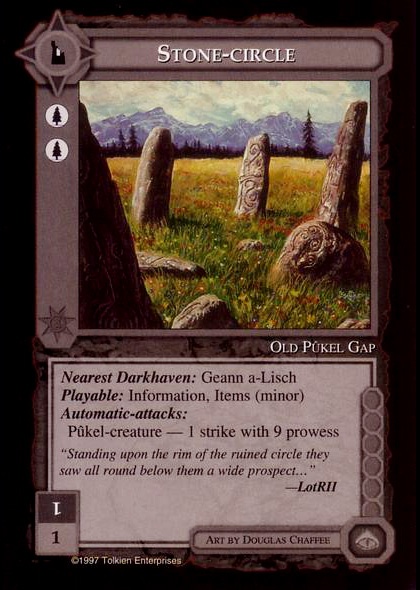 STONE-CIRCLE
OLD PÛKEL GAP
Nearest Darkhaven: Geann a-Lisch
Playable: Information, Items (minor)
Automatic-attacks:
Pûkel-creature — 1 strike with 9 prowess
“Standing upon the rim of the ruined circle they
saw all round below them a wide prospect…”
—LotRII
1
1
ART BY DOUGLAS CHAFFEE
©1997 Tolkien Enterprises